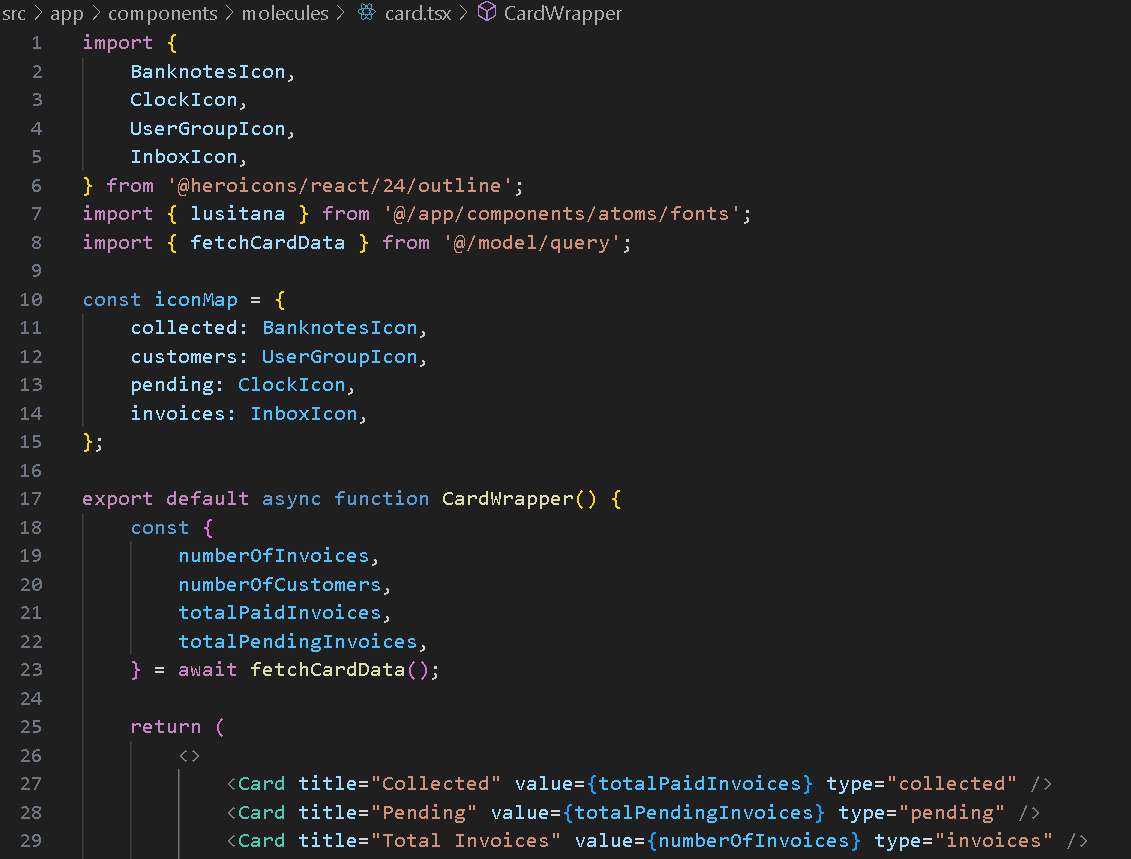 src > app > components > molecules > card.tsx > CardWrapper
1 import {
2 BanknotesIcon,
3 ClockIcon,
4 UserGroupIcon,
5 InboxIcon,
6 } from '@heroicons/react/24/outline';
7 import { lusitana } from '@/app/components/atoms/fonts';
8 import { fetchCardData } from '@/model/query';
9
10 const iconMap = {
11 collected: BanknotesIcon,
12 customers: UserGroupIcon,
13 pending: ClockIcon,
14 invoices: InboxIcon,
15 };
16
17 export default async function CardWrapper() {
18 const {
19 numberOfInvoices,
20 numberOfCustomers,
21 totalPaidInvoices,
22 totalPendingInvoices,
23 } = await fetchCardData();
24
25 return (
26 <>
27 <Card title="Collected" value={totalPaidInvoices} type="collected" />
28 <Card title="Pending" value={totalPendingInvoices} type="pending" />
29 <Card title="Total Invoices" value={numberOfInvoices} type="invoices" />